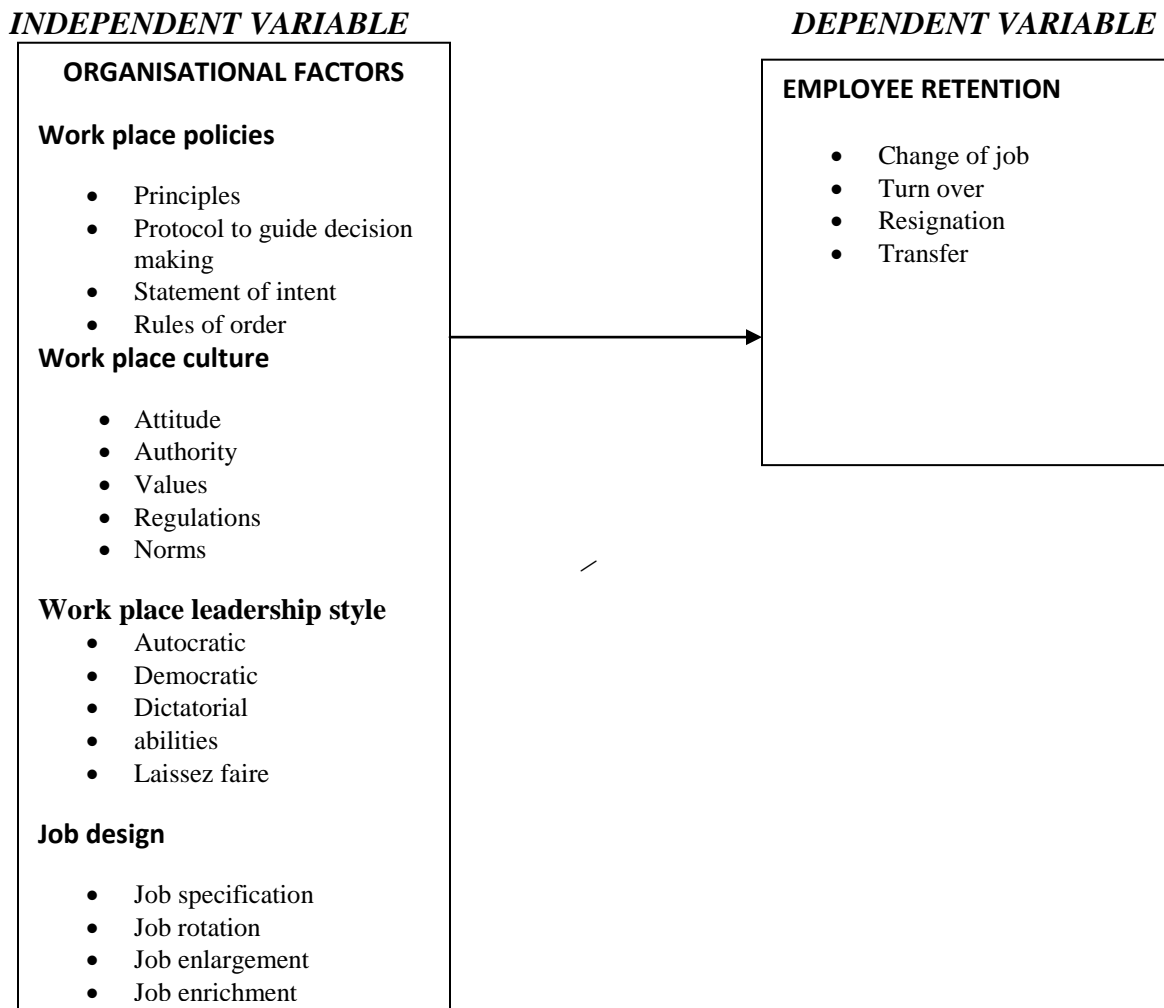 INDEPENDENT VARIABLE
ORGANISATIONAL FACTORS
Work place policies
• Principles
• Protocol to guide decision
making
• Statement of intent
• Rules of order
Work place culture
• Attitude
• Authority
• Values
• Regulations
• Norms
Work place leadership style
• Autocratic
• Democratic
• Dictatorial
• abilities
• Laissez faire
Job design
• Job specification
• Job rotation
• Job enlargement
• Job enrichment
DEPENDENT VARIABLE
EMPLOYEE RETENTION
• Change of job
• Turn over
• Resignation
• Transfer